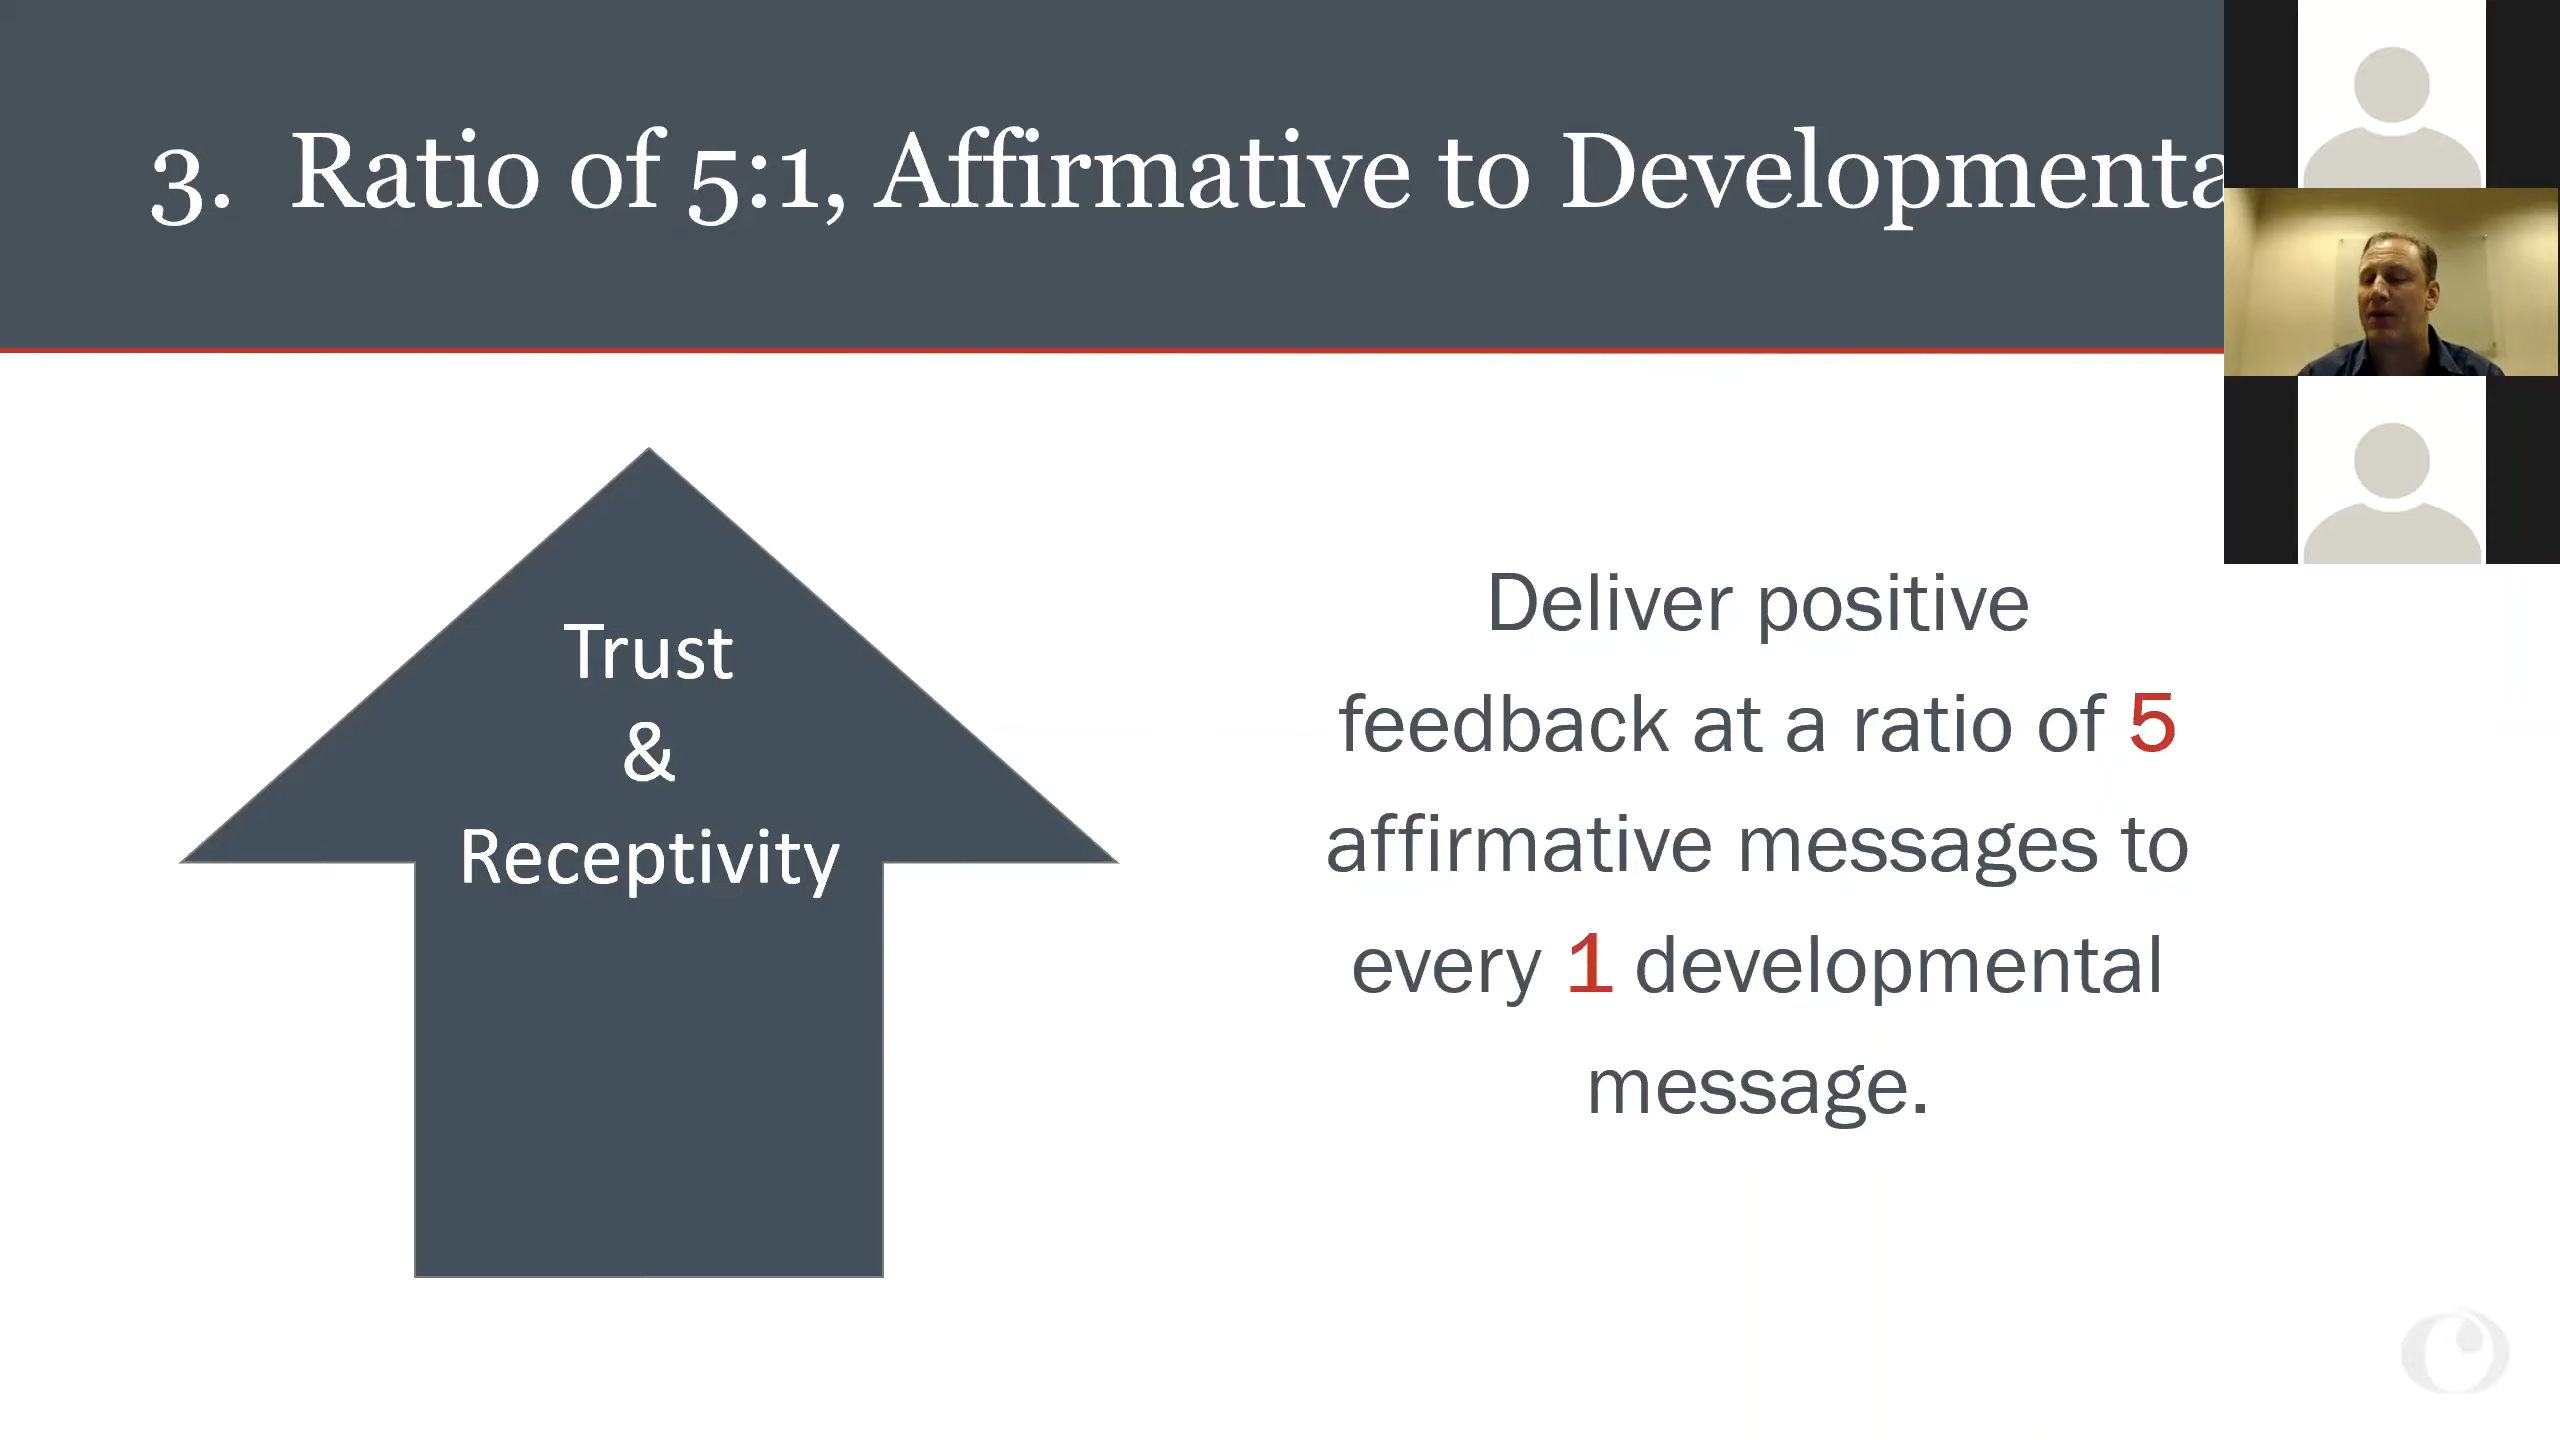 3. Ratio of 5:1, Affirmative to Developmenta
Trust
&
Receptivity
Deliver positive
feedback at a ratio of 5
affirmative messages to
every 1 developmental
message.